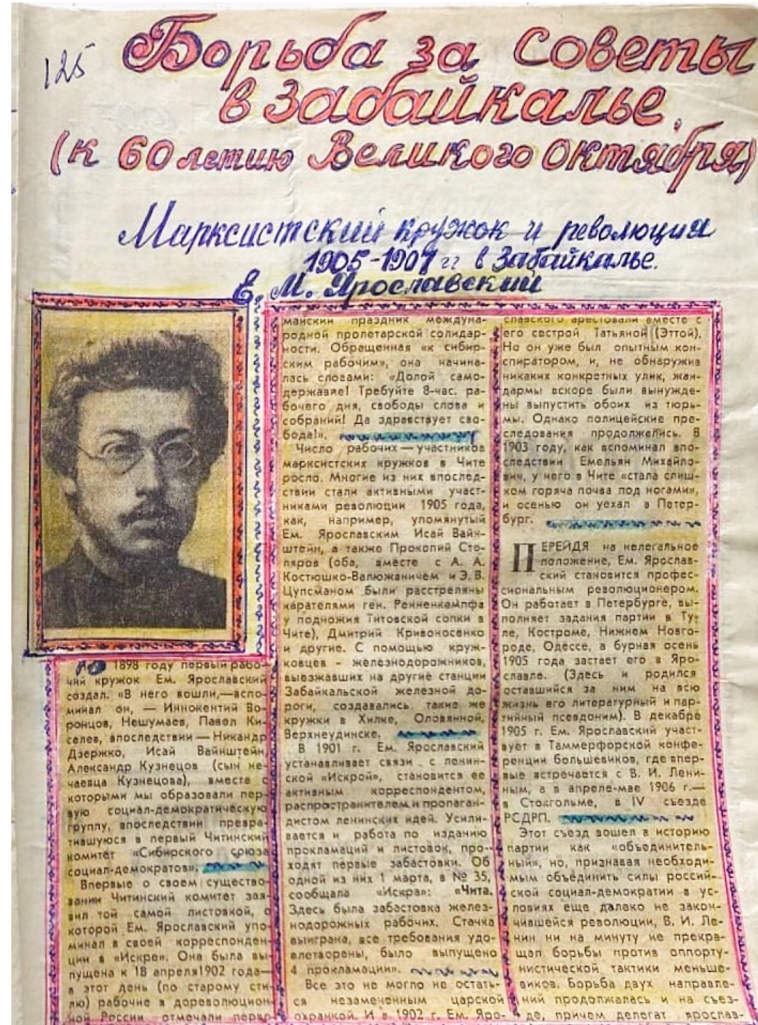 125
Борьба за Советы
в Забайкалье.
(к 60 летию Великого Октября)
Марксистский кружок и революция
1905-1907 гг в Забайкалье.
Е. М. Ярославский
1898 году первый рабо-
чий кружок Ем. Ярославский
создал. «В него вошли,—вспо-
минал он, — Иннокентий Во-
ронцов, Нешумаев, Павел Ки-
селев, впоследствии — Никандр
Дзержко, Исай Вайнштейн,
Александр Кузнецов (сын не-
чаевца Кузнецова), вместе с
которыми мы образовали пер-
вую социал-демократическую
группу, впоследствии превра-
тившуюся в первый Читинский
комитет «Сибирского союза
социал-демократов».
Впервые о своем существо-
вании Читинский комитет зая-
вил той самой листовкой, о
которой Ем. Ярославский упо-
минал в своей корреспонден-
ции в «Искре». Она была вы-
пущена к 18 апреля 1902 года—
в этот день (по старому сти-
лю) рабочие в дореволюцион-
ной России отмечали перво-
майский праздник междуна-
родной пролетарской солидар-
ности. Обращенная «к сибир-
ским рабочим», она начина-
лась словами: «Долой само-
державие! Требуйте 8-час. ра-
бочего дня, свободы слова и
собраний! Да здравствует сво-
бода!».
Число рабочих — участников
марксистских кружков в Чите
росло. Многие из них впослед-
ствии стали активными участ-
никами революции 1905 года,
как, например, упомянутый
Ем. Ярославским Исай Вайн-
штейн, а также Прокопий Сто-
ляров (оба, вместе с А. А.
Костюшко-Валюжаничем и Э. В.
Цупсманом были расстреляны
карателями ген. Ренненкампфа
у подножия Титовской сопки в
Чите), Дмитрий Кривоносенко
и другие. С помощью круж-
ковцев - железнодорожников,
выезжавших на другие станции
Забайкальской железной до-
роги, создавались такие же
кружки в Хилке, Оловянной,
Верхнеудинске.
В 1901 г. Ем. Ярославский
устанавливает связи с ленин-
ской «Искрой», становится ее
активным корреспондентом,
распространителем и пропаган-
дистом ленинских идей. Усили-
вается и работа по изданию
прокламаций и листовок, про-
ходят первые забастовки. Об
одной из них 1 марта, в № 35,
сообщала «Искра»: «Чита.
Здесь была забастовка желез-
нодорожных рабочих. Стачка
выиграна, все требования удо-
влетворены, было выпущено
4 прокламации».
Все это не могло не остать-
ся незамеченным царской
охранкой. И в 1902 г. Ем. Яро-
славского арестовали вместе с
его сестрой Татьяной (Эттой).
Но он уже был опытным кон-
спиратором, и, не обнаружив
никаких конкретных улик, жан-
дармы вскоре были вынужде-
ны выпустить обоих из тюрь-
мы. Однако полицейские пре-
следования продолжались. В
1903 году, как вспоминал впо-
следствии Емельян Михайло-
вич, у него в Чите «стала слиш-
ком горяча почва под ногами»,
и осенью он уехал в Петер-
бург.
ПЕРЕЙДЯ на нелегальное
положение, Ем. Ярослав-
ский становится професс-
сиональным революционером.
Он работает в Петербурге, вы-
полняет задания партии в Ту-
ле, Костроме, Нижнем Новго-
роде, Одессе, а бурная осень
1905 года застает его в Яро-
славле. (Здесь и родился
оставшийся за ним на всю
жизнь его литературный и пар-
тийный псевдоним). В декабре
1905 г. Ем. Ярославский участ-
вует в Таммерфорской конфе-
ренции большевиков, где впер-
вые встречается с В. И. Лени-
ным, а в апреле-мае 1906 г.—
в Стокгольме, в IV съезде
РСДРП.
Этот съезд вошел в историю
партии как «объединитель-
ный», но, признавая необходи-
мым объединить силы россий-
ской социал-демократии в ус-
ловиях еще далеко не закон-
чившейся революции, В. И. Ле-
нин ни на минуту не прекра-
щал борьбы против оппорту-
нистической тактики меньше-
виков. Борьба двух направле-
ний продолжалась и на съез-
де, причем делегат ярослав-